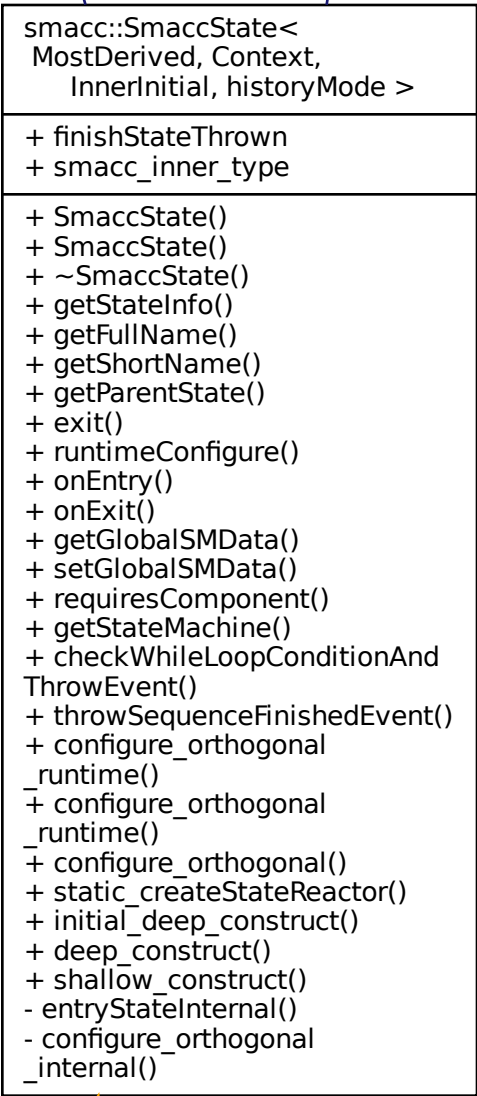 smacc::SmaccState<
MostDerived, Context,
InnerInitial, historyMode >
+ finishStateThrown
+ smacc_inner_type
+ SmaccState()
+ SmaccState()
+ ~SmaccState()
+ getStateInfo()
+ getFullName()
+ getShortName()
+ getParentState()
+ exit()
+ runtimeConfigure()
+ onEntry()
+ onExit()
+ getGlobalSMData()
+ setGlobalSMData()
+ requiresComponent()
+ getStateMachine()
+ checkWhileLoopConditionAnd
ThrowEvent()
+ throwSequenceFinishedEvent()
+ configure_orthogonal
_runtime()
+ configure_orthogonal
_runtime()
+ configure_orthogonal()
+ static_createStateReactor()
+ initial_deep_construct()
+ deep_construct()
+ shallow_construct()
- entryStateInternal()
- configure_orthogonal
_internal()